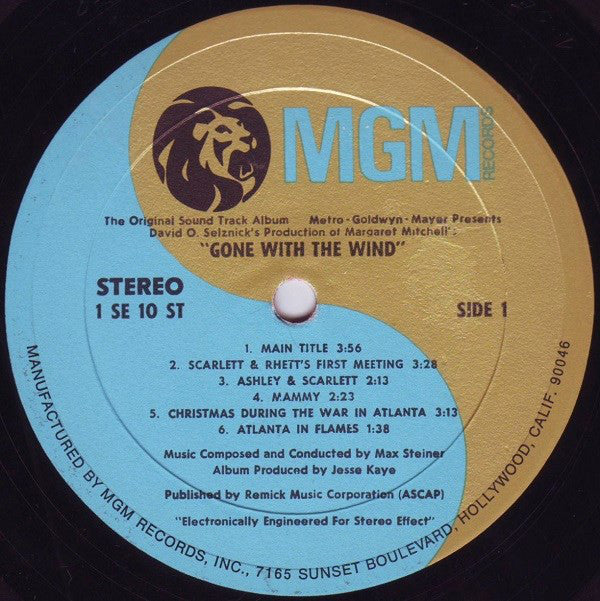 MGM
RECORDS
The Original Sound Track Album Metro-Goldwyn-Mayer Presents
David O. Selznick's Production of Margaret Mitchell's
"GONE WITH THE WIND"
STEREO
1 SE 10 ST
SIDE 1
1. MAIN TITLE 3:56
2. SCARLETT & RHETT'S FIRST MEETING 3:28
3. ASHLEY & SCARLETT 2:13
4. MAMMY 2:23
5. CHRISTMAS DURING THE WAR IN ATLANTA 3:13
6. ATLANTA IN FLAMES 1:38
Music Composed and Conducted by Max Steiner
Album Produced by Jesse Kaye
Published by Remick Music Corporation (ASCAP)
"Electronically Engineered For Stereo Effect"
MANUFACTURED BY MGM RECORDS, INC., 7165 SUNSET BOULEVARD, HOLLYWOOD, CALIF. 90046